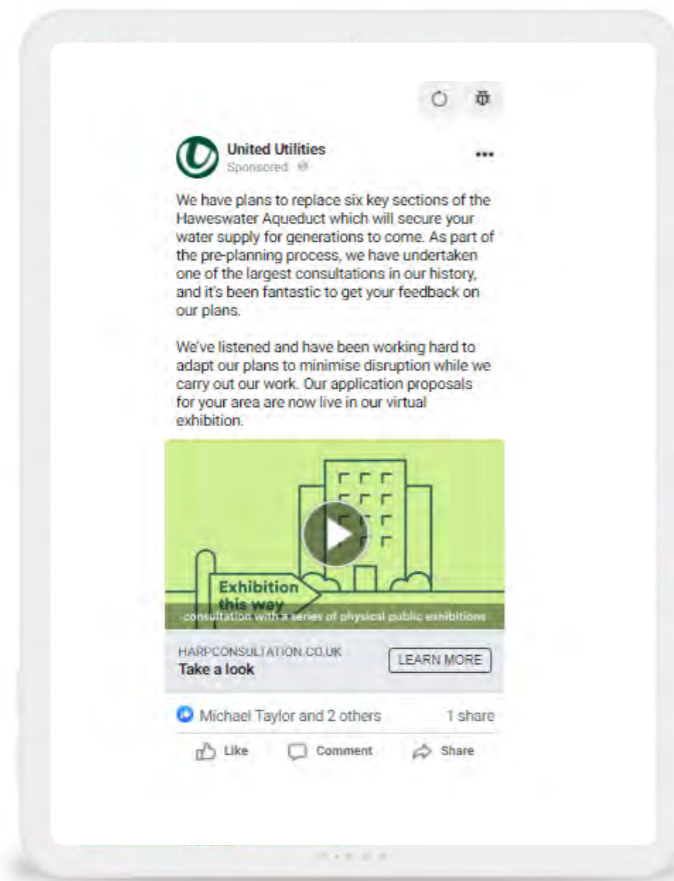 United Utilities
Sponsored
•••
We have plans to replace six key sections of the
Haweswater Aqueduct which will secure your
water supply for generations to come. As part of
the pre-planning process, we have undertaken
one of the largest consultations in our history,
and it's been fantastic to get your feedback on
our plans.
We've listened and have been working hard to
adapt our plans to minimise disruption while we
carry out our work. Our application proposals
for your area are now live in our virtual
exhibition.
Exhibition
this way
consultation with a series of physical public exhibitions
HARPCONSULTATION.CO.UK
Take a look
LEARN MORE
Michael Taylor and 2 others 1 share
Like Comment Share